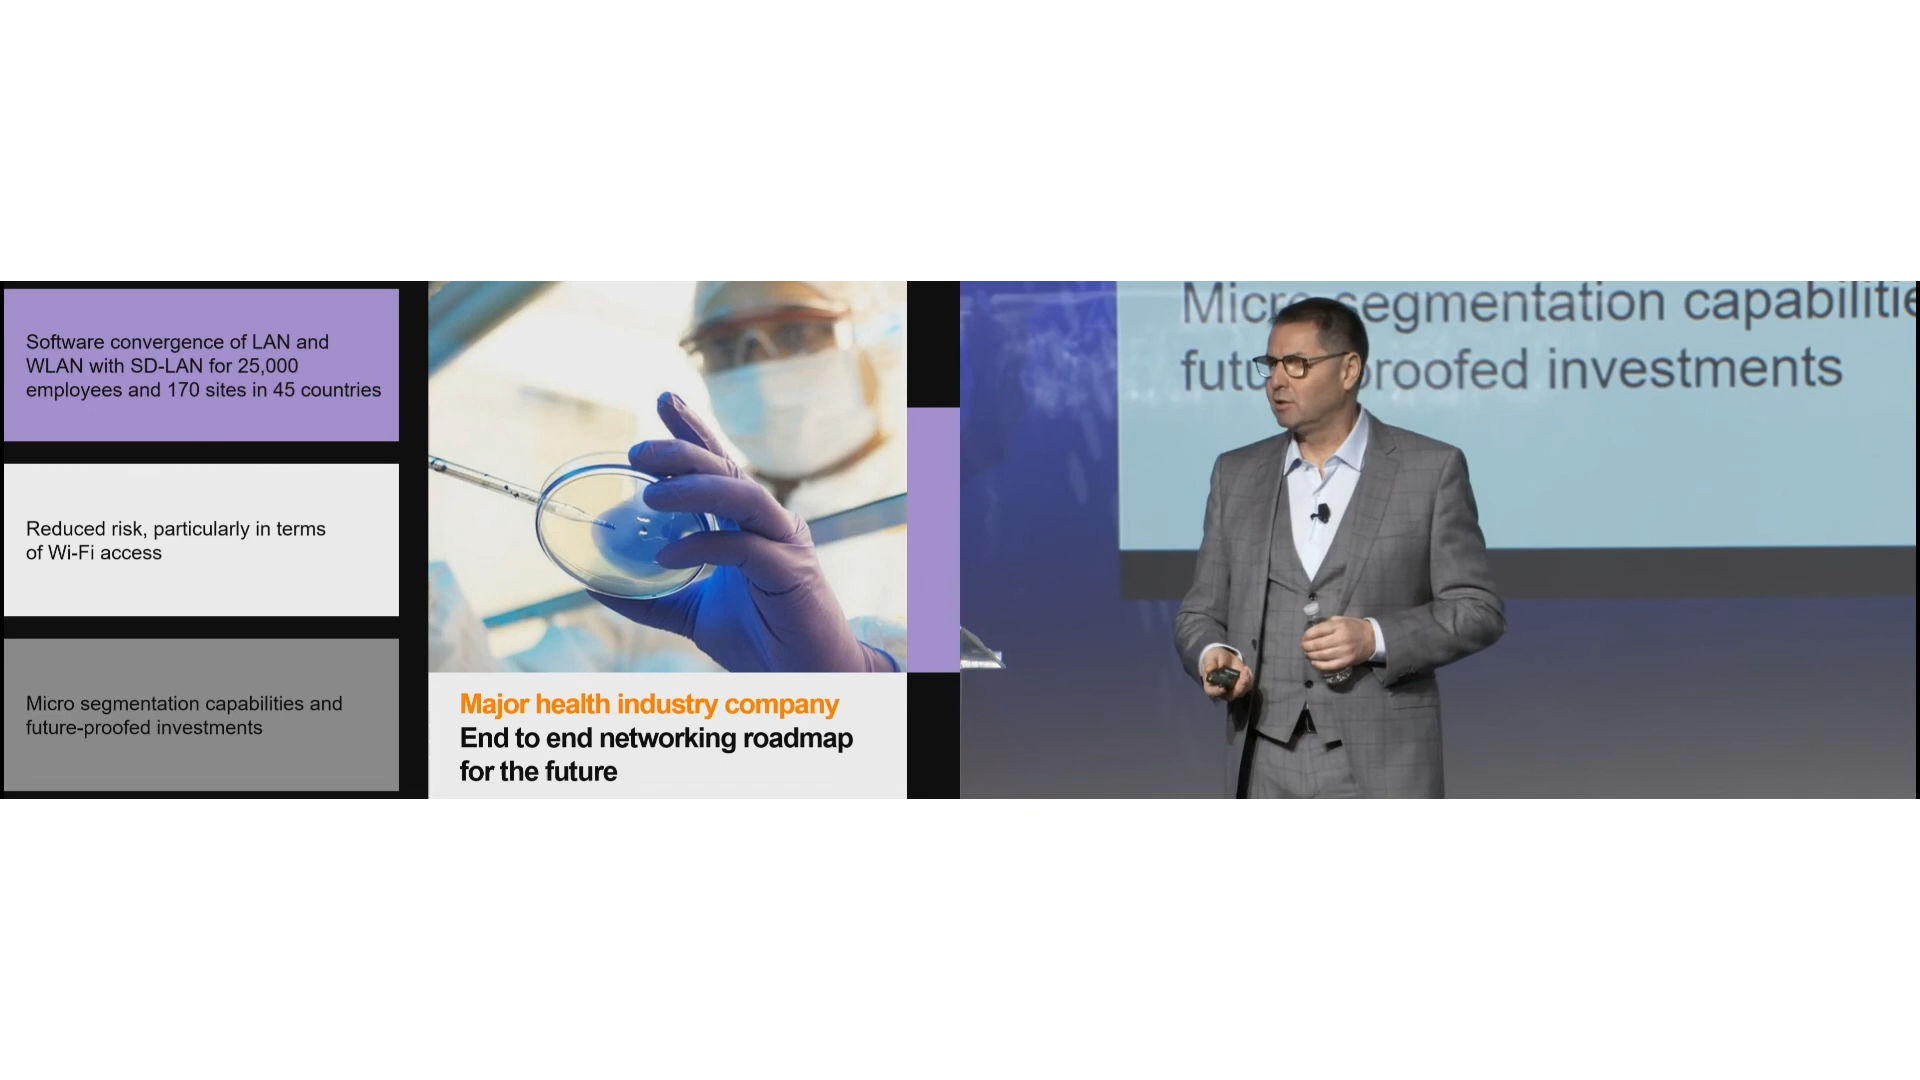 Software convergence of LAN and
WLAN with SD-LAN for 25,000
employees and 170 sites in 45 countries
Reduced risk, particularly in terms
of Wi-Fi access
Micro segmentation capabilities and
future-proofed investments
Major health industry company
End to end networking roadmap
for the future
segmentation
investments